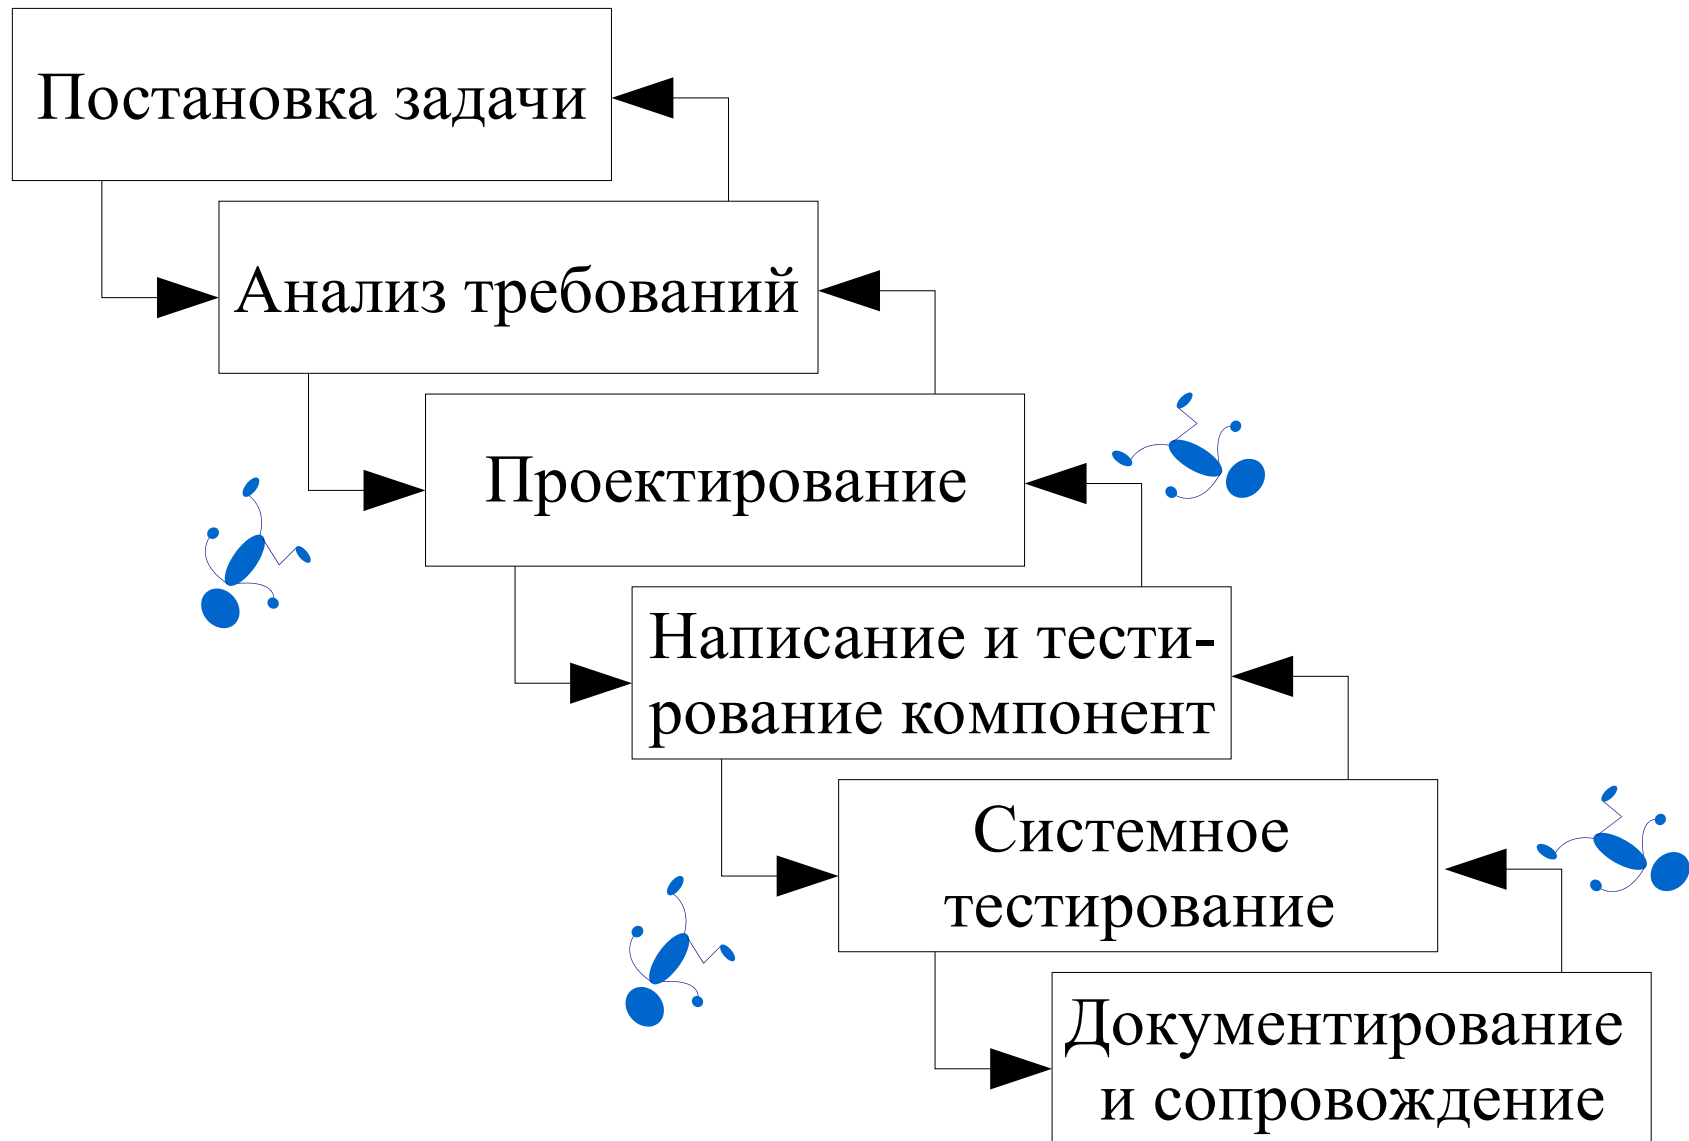 Постановка задачи
Анализ требований
Проектирование
Написание и тести-
рование компонент
Системное
тестирование
Документирование
и сопровождение